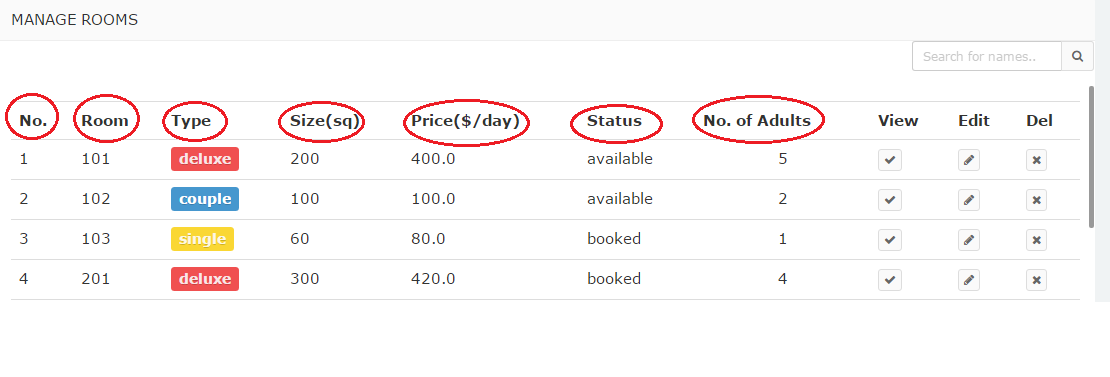 MANAGE ROOMS
Search for names..
No. Room Type Size(sq) Price($/day) Status No. of Adults View Edit Del
1 101 deluxe 200 400.0 available 5
2 102 couple 100 100.0 available 2
3 103 single 60 80.0 booked 1
4 201 deluxe 300 420.0 booked 4